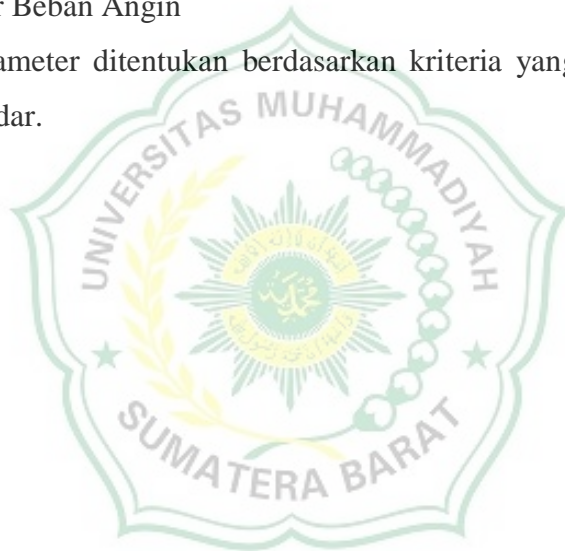 r Beban Angin
ameter ditentukan berdasarkan kriteria yang
dar.
UNIVERSITAS MUHAMMADIYAH
SUMATERA BARAT